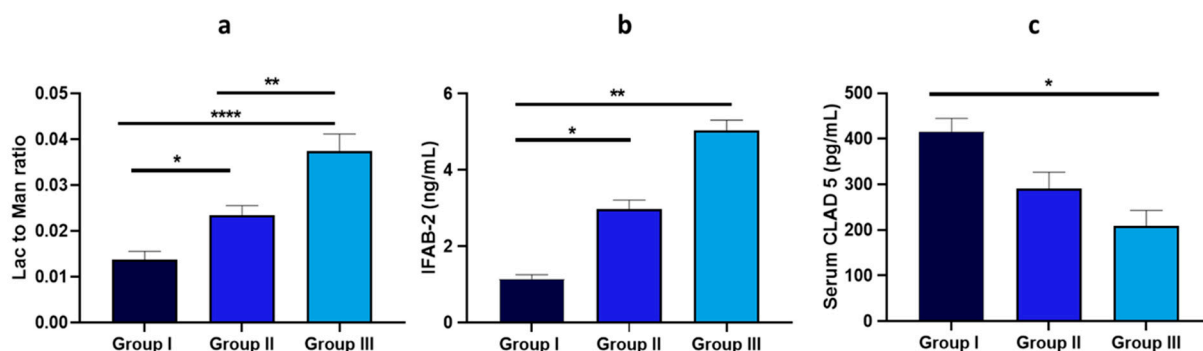 a
Lac to Man ratio
0.05
0.04
0.03
0.02
0.01
0.00
*
****
**
Group I Group II Group III
b
IFAB-2 (ng/mL)
6
4
2
0
*
**
Group I Group II Group III
c
Serum CLAD 5 (pg/mL)
500
400
300
200
100
0
*
Group I Group II Group III